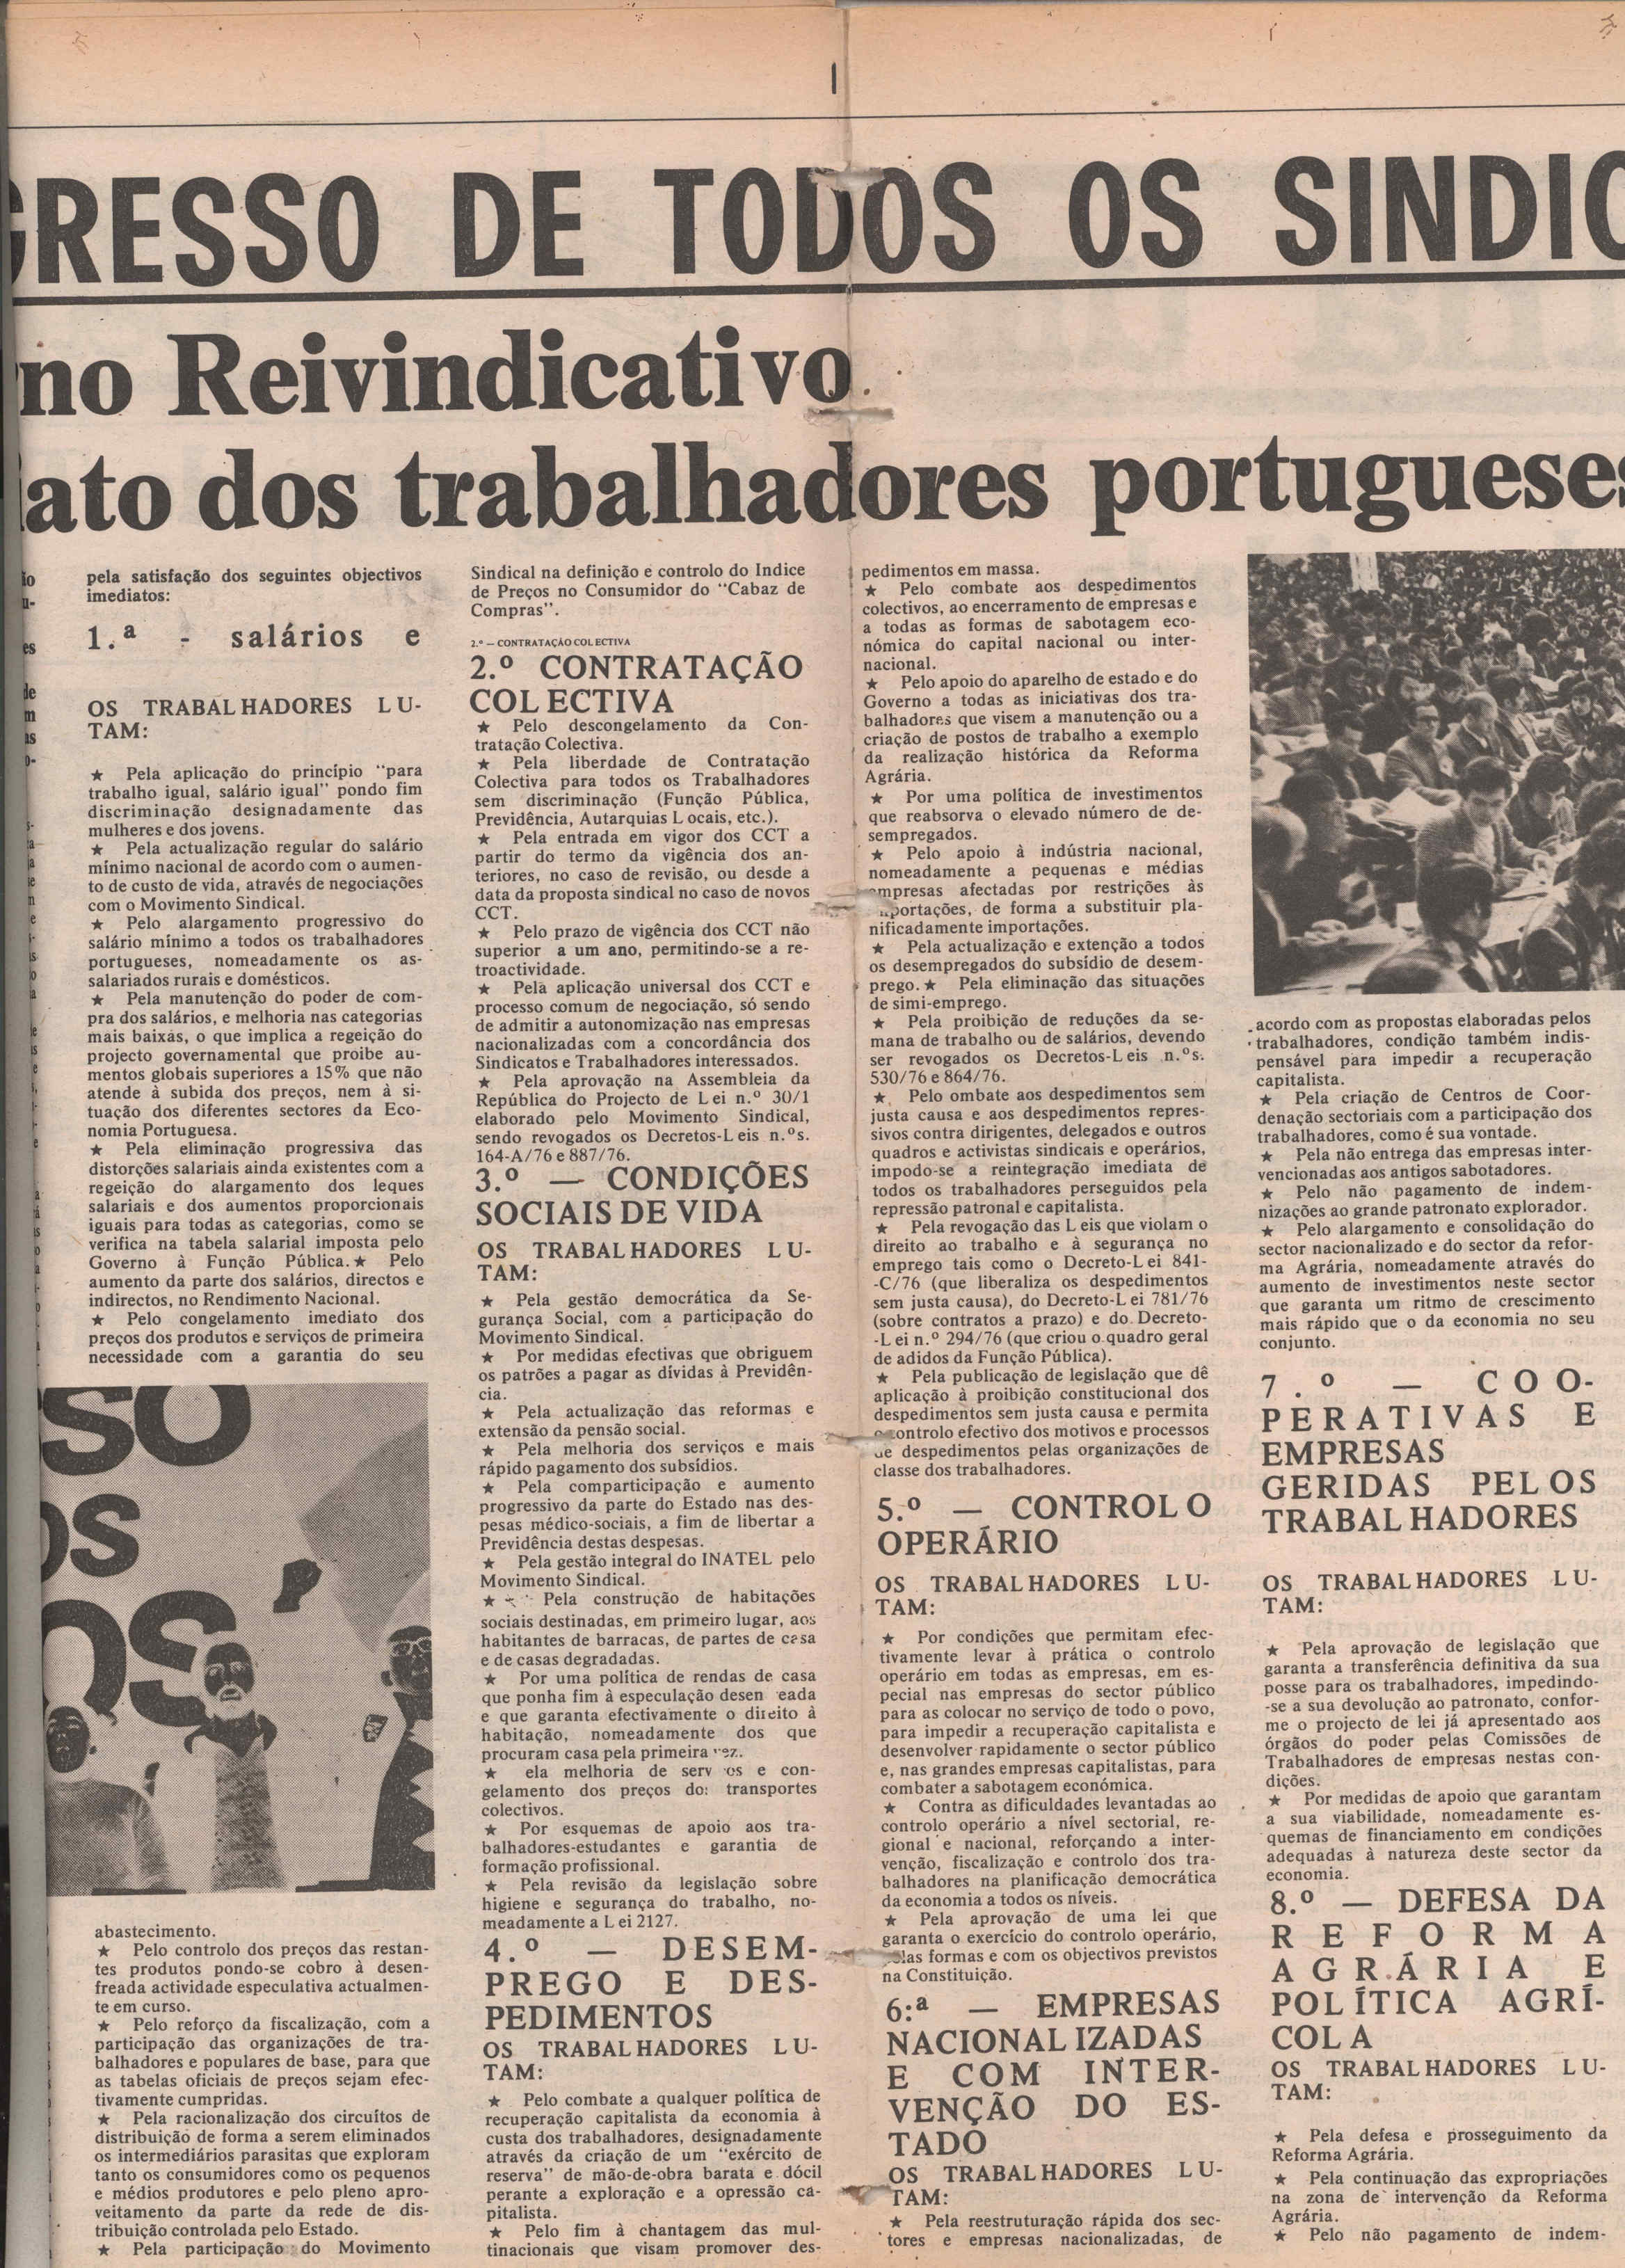 GRESSO DE TODOS OS SINDIC
no Reivindicativo
ato dos trabalhadores portugueses
pela satisfação dos seguintes objectivos
imediatos:
1.ª - salários e
OS TRABALHADORES LU-
TAM:
★ Pela aplicação do princípio "para
trabalho igual, salário igual" pondo fim
discriminação designadamente das
mulheres e dos jovens.
★ Pela actualização regular do salário
mínimo nacional de acordo com o aumen-
to de custo de vida, através de negociações
com o Movimento Sindical.
★ Pelo alargamento progressivo do
salário mínimo a todos os trabalhadores
portugueses, nomeadamente os as-
salariados rurais e domésticos.
★ Pela manutenção do poder de com-
pra dos salários, e melhoria nas categorias
mais baixas, o que implica a regeição do
projecto governamental que proibe au-
mentos globais superiores a 15% que não
atende à subida dos preços, nem à si-
tuação dos diferentes sectores da Eco-
nomia Portuguesa.
★ Pela eliminação progressiva das
distorções salariais ainda existentes com a
regeição do alargamento dos leques
salariais e dos aumentos proporcionais
iguais para todas as categorias, como se
verifica na tabela salarial imposta pelo
Governo à Função Pública.★ Pelo
aumento da parte dos salários, directos e
indirectos, no Rendimento Nacional.
★ Pelo congelamento imediato dos
preços dos produtos e serviços de primeira
necessidade com a garantia do seu
SO
OS
OS
abastecimento.
★ Pelo controlo dos preços das restan-
tes produtos pondo-se cobro à desen-
freada actividade especulativa actualmen-
te em curso.
★ Pelo reforço da fiscalização, com a
participação das organizações de tra-
balhadores e populares de base, para que
as tabelas oficiais de preços sejam efec-
tivamente cumpridas.
★ Pela racionalização dos circuítos de
distribuição de forma a serem eliminados
os intermediários parasitas que exploram
tanto os consumidores como os pequenos
e médios produtores e pelo pleno apro-
veitamento da parte da rede de dis-
tribuição controlada pelo Estado.
★ Pela participação do Movimento
Sindical na definição e controlo do Indice
de Preços no Consumidor do "Cabaz de
Compras".
2.º — CONTRATAÇÃO COLECTIVA
2.º CONTRATAÇÃO
COLECTIVA
★ Pelo descongelamento da Con-
tratação Colectiva.
★ Pela liberdade de Contratação
Colectiva para todos os Trabalhadores
sem discriminação (Função Pública,
Previdência, Autarquias Locais, etc.).
★ Pela entrada em vigor dos CCT a
partir do termo da vigência dos an-
teriores, no caso de revisão, ou desde a
data da proposta sindical no caso de novos
CCT.
★ Pelo prazo de vigência dos CCT não
superior a um ano, permitindo-se a re-
troactividade.
★ Pela aplicação universal dos CCT e
processo comum de negociação, só sendo
de admitir a autonomização nas empresas
nacionalizadas com a concordância dos
Sindicatos e Trabalhadores interessados.
★ Pela aprovação na Assembleia da
República do Projecto de Lei n.º 30/1
elaborado pelo Movimento Sindical,
sendo revogados os Decretos-Leis n.ºs.
164-A/76 e 887/76.
3.º — CONDIÇÕES
SOCIAIS DE VIDA
OS TRABALHADORES LU-
TAM:
★ Pela gestão democrática da Se-
gurança Social, com a participação do
Movimento Sindical.
★ Por medidas efectivas que obriguem
os patrões a pagar as dívidas à Previdên-
cia.
★ Pela actualização das reformas e
extensão da pensão social.
★ Pela melhoria dos serviços e mais
rápido pagamento dos subsídios.
★ Pela comparticipação e aumento
progressivo da parte do Estado nas des-
pesas médico-sociais, a fim de libertar a
Previdência destas despesas.
★ Pela gestão integral do INATEL pelo
Movimento Sindical.
★ Pela construção de habitações
sociais destinadas, em primeiro lugar, aos
habitantes de barracas, de partes de casa
e de casas degradadas.
★ Por uma política de rendas de casa
que ponha fim à especulação desen eada
e que garanta efectivamente o direito à
habitação, nomeadamente dos que
procuram casa pela primeira vez.
★ ela melhoria de serv os e con-
gelamento dos preços do: transportes
colectivos.
★ Por esquemas de apoio aos tra-
balhadores-estudantes e garantia de
formação profissional.
★ Pela revisão da legislação sobre
higiene e segurança do trabalho, no-
meadamente a Lei 2127.
4.º — DESEM-
PREGO E DES-
PEDIMENTOS
OS TRABALHADORES LU-
TAM:
★ Pelo combate a qualquer política de
recuperação capitalista da economia à
custa dos trabalhadores, designadamente
através da criação de um "exército de
reserva" de mão-de-obra barata e dócil
perante a exploração e a opressão ca-
pitalista.
★ Pelo fim à chantagem das mul-
tinacionais que visam promover des-
pedimentos em massa.
★ Pelo combate aos despedimentos
colectivos, ao encerramento de empresas e
a todas as formas de sabotagem eco-
nómica do capital nacional ou inter-
nacional.
★ Pelo apoio do aparelho de estado e do
Governo a todas as iniciativas dos tra-
balhadores que visem a manutenção ou a
criação de postos de trabalho a exemplo
da realização histórica da Reforma
Agrária.
★ Por uma política de investimentos
que reabsorva o elevado número de de-
sempregados.
★ Pelo apoio à indústria nacional,
nomeadamente a pequenas e médias
empresas afectadas por restrições às
portações, de forma a substituir pla-
nificadamente importações.
★ Pela actualização e extenção a todos
os desempregados do subsídio de desem-
prego.★ Pela eliminação das situações
de simi-emprego.
★ Pela proibição de reduções da se-
mana de trabalho ou de salários, devendo
ser revogados os Decretos-Leis n.ºs.
530/76 e 864/76.
★ Pelo ombate aos despedimentos sem
justa causa e aos despedimentos repres-
sivos contra dirigentes, delegados e outros
quadros e activistas sindicais e operários,
impodo-se a reintegração imediata de
todos os trabalhadores perseguidos pela
repressão patronal e capitalista.
★ Pela revogação das Leis que violam o
direito ao trabalho e à segurança no
emprego tais como o Decreto-Lei 841-
-C/76 (que liberaliza os despedimentos
sem justa causa), do Decreto-Lei 781/76
(sobre contratos a prazo) e do Decreto-
-Lei n.º 294/76 (que criou o quadro geral
de adidos da Função Pública).
★ Pela publicação de legislação que dê
aplicação à proibição constitucional dos
despedimentos sem justa causa e permita
o controlo efectivo dos motivos e processos
de despedimentos pelas organizações de
classe dos trabalhadores.
5.º — CONTROLO
OPERÁRIO
OS TRABALHADORES LU-
TAM:
★ Por condições que permitam efec-
tivamente levar à prática o controlo
operário em todas as empresas, em es-
pecial nas empresas do sector público
para as colocar no serviço de todo o povo,
para impedir a recuperação capitalista e
desenvolver rapidamente o sector público
e, nas grandes empresas capitalistas, para
combater a sabotagem económica.
★ Contra as dificuldades levantadas ao
controlo operário a nível sectorial, re-
gional e nacional, reforçando a inter-
venção, fiscalização e controlo dos tra-
balhadores na planificação democrática
da economia a todos os níveis.
★ Pela aprovação de uma lei que
garanta o exercício do controlo operário,
pelas formas e com os objectivos previstos
na Constituição.
6.ª — EMPRESAS
NACIONALIZADAS
E COM INTER-
VENÇÃO DO ES-
TADO
OS TRABALHADORES LU-
TAM:
★ Pela reestruturação rápida dos sec-
tores e empresas nacionalizadas, de
acordo com as propostas elaboradas pelos
trabalhadores, condição também indis-
pensável para impedir a recuperação
capitalista.
★ Pela criação de Centros de Coor-
denação sectoriais com a participação dos
trabalhadores, como é sua vontade.
★ Pela não entrega das empresas inter-
vencionadas aos antigos sabotadores.
★ Pelo não pagamento de indem-
nizações ao grande patronato explorador.
★ Pelo alargamento e consolidação do
sector nacionalizado e do sector da refor-
ma Agrária, nomeadamente através do
aumento de investimentos neste sector
que garanta um ritmo de crescimento
mais rápido que o da economia no seu
conjunto.
7.º — COO-
PERATIVAS E
EMPRESAS
GERIDAS PELOS
TRABALHADORES
OS TRABALHADORES LU-
TAM:
★ Pela aprovação de legislação que
garanta a transferência definitiva da sua
posse para os trabalhadores, impedindo-
-se a sua devolução ao patronato, confor-
me o projecto de lei já apresentado aos
órgãos do poder pelas Comissões de
Trabalhadores de empresas nestas con-
dições.
★ Por medidas de apoio que garantam
a sua viabilidade, nomeadamente es-
quemas de financiamento em condições
adequadas à natureza deste sector da
economia.
8.º — DEFESA DA
REFORMA
AGRÁRIA E
POLÍTICA AGRÍ-
COLA
OS TRABALHADORES LU-
TAM:
★ Pela defesa e prosseguimento da
Reforma Agrária.
★ Pela continuação das expropriações
na zona de intervenção da Reforma
Agrária.
★ Pelo não pagamento de indem-